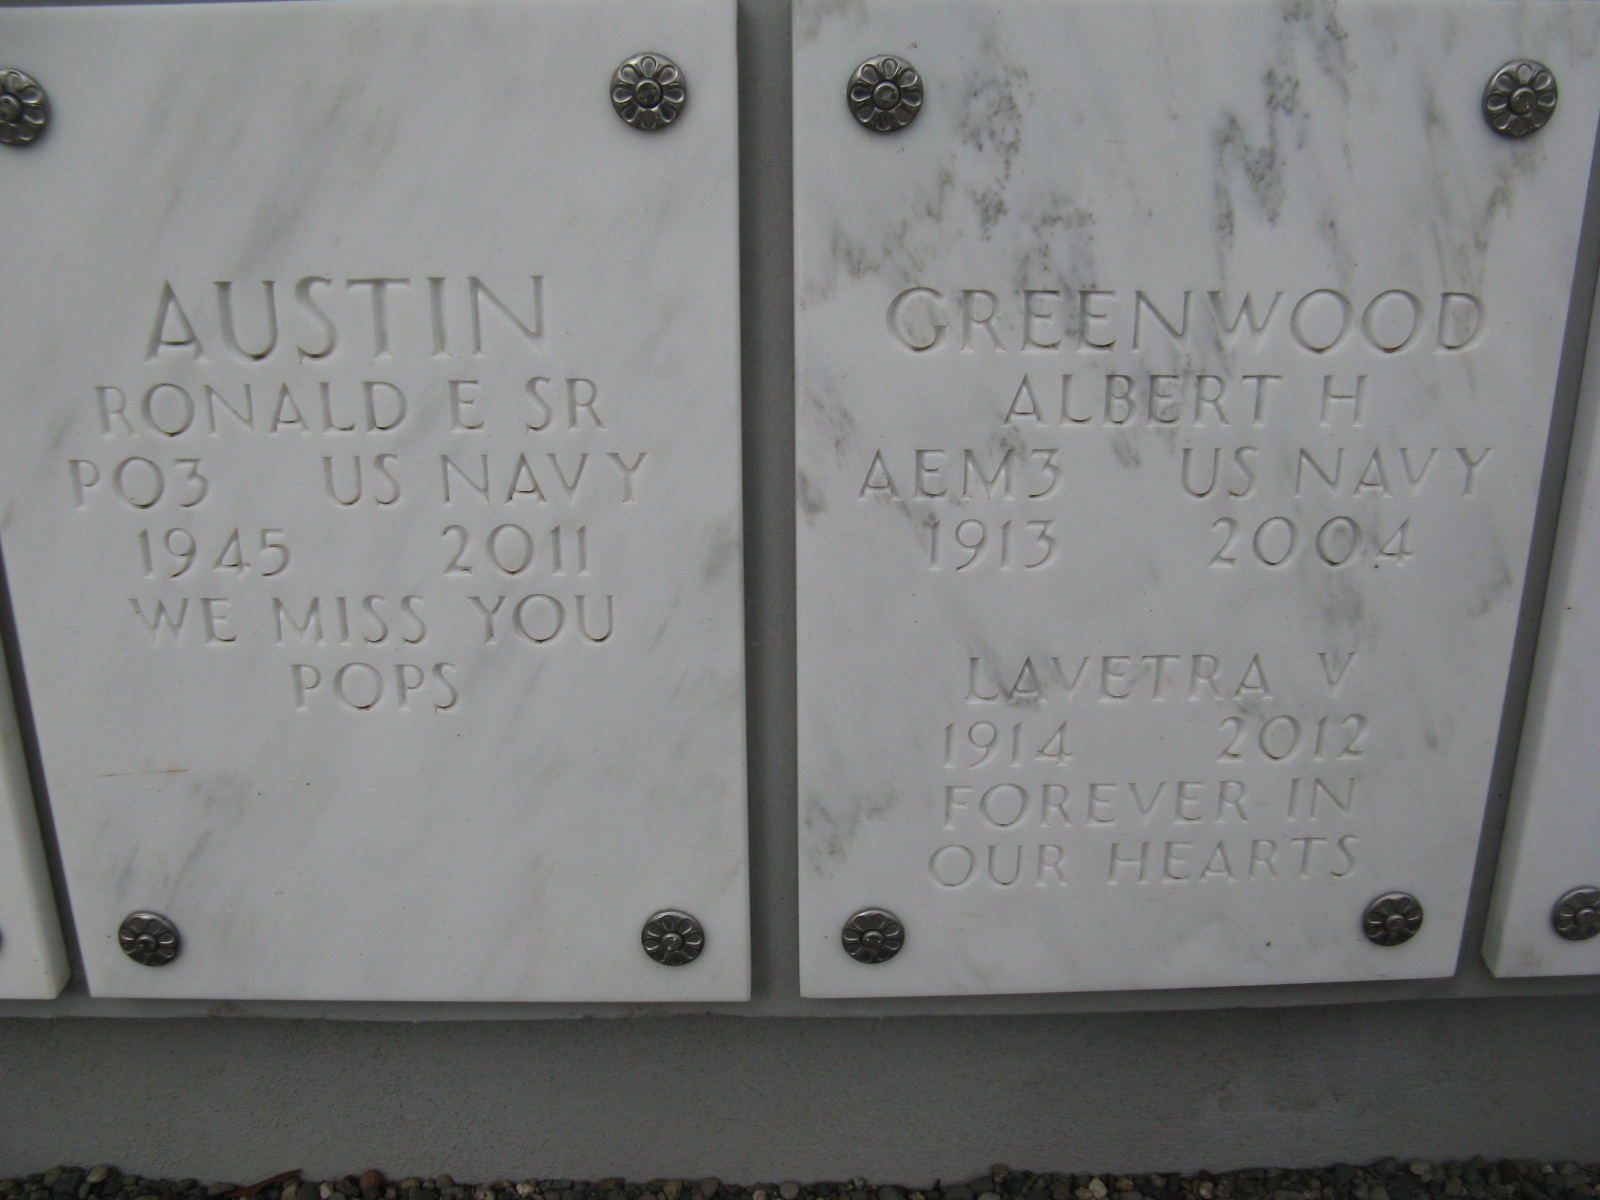 AUSTIN
RONALD E SR
PO3 US NAVY
1945 2011
WE MISS YOU
POPS
GREENWOOD
ALBERT H
AEM3 US NAVY
1913 2004
LAVETRA V
1914 2012
FOREVER IN
OUR HEARTS